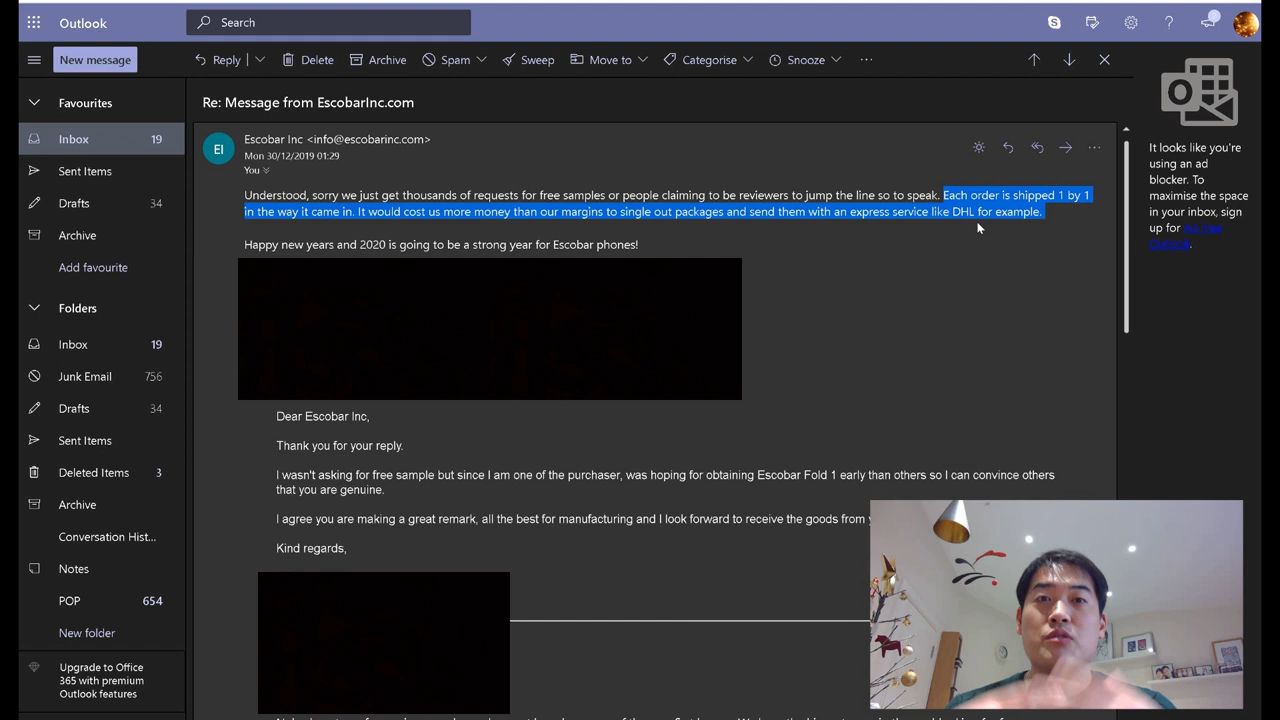 Outlook
Search
New message
Reply
Delete
Archive
Spam
Sweep
Move to
Categorise
Snooze
Favourites
Inbox 19
Sent Items
Drafts 34
Archive
Add favourite
Folders
Inbox 19
Junk Email 756
Drafts 34
Sent Items
Deleted Items 3
Archive
Conversation Hist...
Notes
POP 654
New folder
Upgrade to Office
365 with premium
Outlook features
Re: Message from EscobarInc.com
EI
Escobar Inc <info@escobarinc.com>
Mon 30/12/2019 01:29
You
Understood, sorry we just get thousands of requests for free samples or people claiming to be reviewers to jump the line so to speak. Each order is shipped 1 by 1
in the way it came in. It would cost us more money than our margins to single out packages and send them with an express service like DHL for example.
Happy new years and 2020 is going to be a strong year for Escobar phones!
Dear Escobar Inc,
Thank you for your reply.
I wasn't asking for free sample but since I am one of the purchaser, was hoping for obtaining Escobar Fold 1 early than others so I can convince others
that you are genuine.
I agree you are making a great remark, all the best for manufacturing and I look forward to receive the goods from
Kind regards,
It looks like you're
using an ad
blocker. To
maximise the space
in your inbox, sign
up for Ad-free
Outlook.